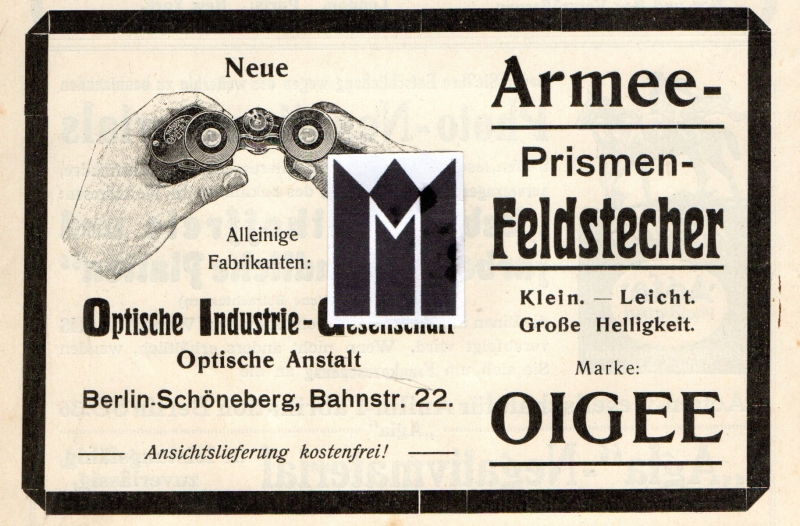 Neue
Alleinige
Fabrikanten:
Optische Industrie-Gesellschaft
Optische Anstalt
Berlin-Schöneberg, Bahnstr. 22.
Ansichtslieferung kostenfrei!
Armee-
Prismen-
Feldstecher
Klein. — Leicht.
Große Helligkeit.
Marke:
OIGEE